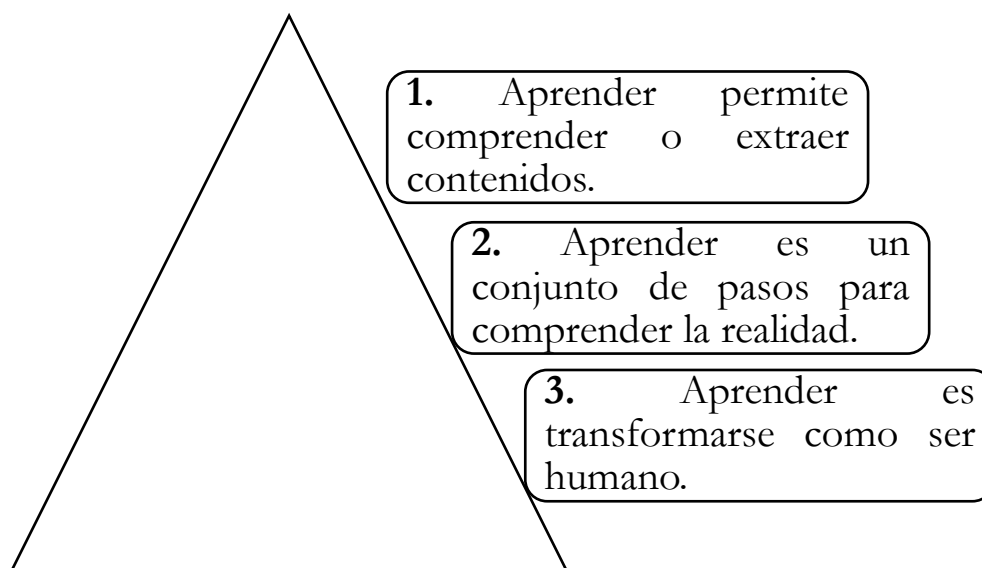 1. Aprender permite
comprender o extraer
contenidos.
2. Aprender es un
conjunto de pasos para
comprender la realidad.
3. Aprender es
transformarse como ser
humano.